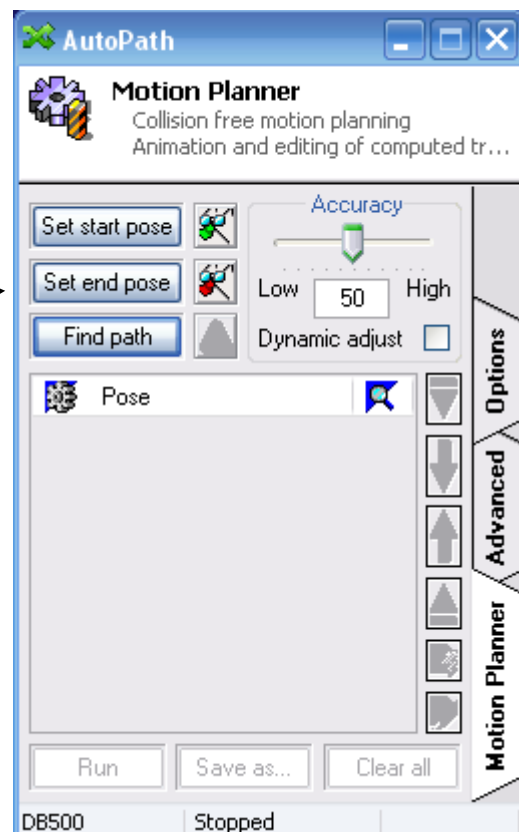 AutoPath
Motion Planner
Collision free motion planning
Animation and editing of computed tr...
Set start pose
Accuracy
Set end pose
Low 50 High
Find path
Dynamic adjust
Pose
Options
Advanced
Motion Planner
Run Save as... Clear all
DB500 Stopped